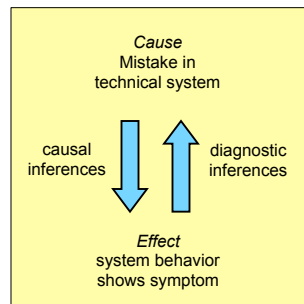 Cause
Mistake in
technical system
causal
inferences
diagnostic
inferences
Effect
system behavior
shows symptom